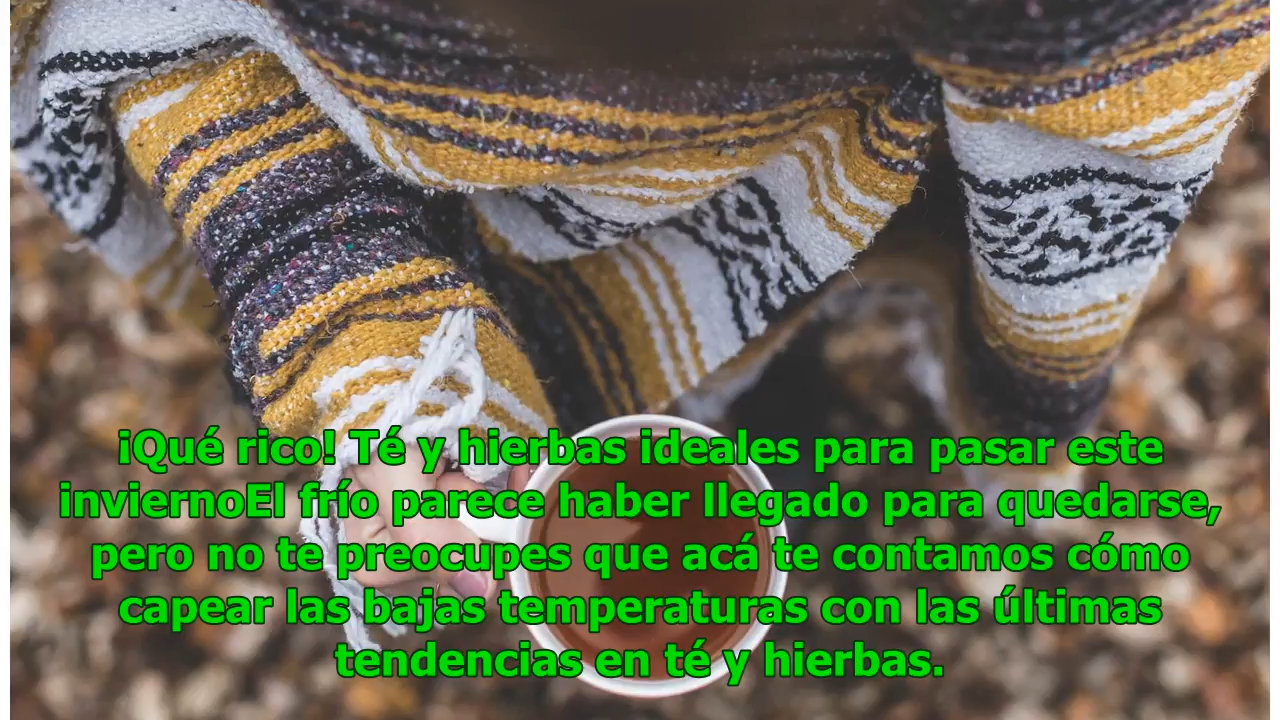 ¡Qué rico! Té y hierbas ideales para pasar este
inviernoEl frío parece haber llegado para quedarse,
pero no te preocupes que acá te contamos cómo
capear las bajas temperaturas con las últimas
tendencias en té y hierbas.